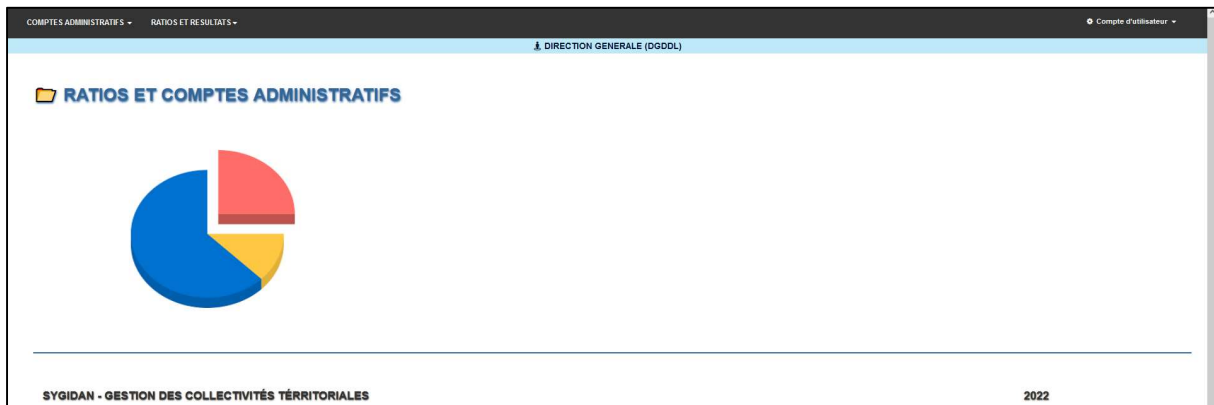 COMPTES ADMINISTRATIFS RATIOS ET RESULTATS Compte d'utilisateur
DIRECTION GENERALE (DGDDL)
RATIOS ET COMPTES ADMINISTRATIFS
SYGIDAN - GESTION DES COLLECTIVITÉS TÉRRITORIALES 2022